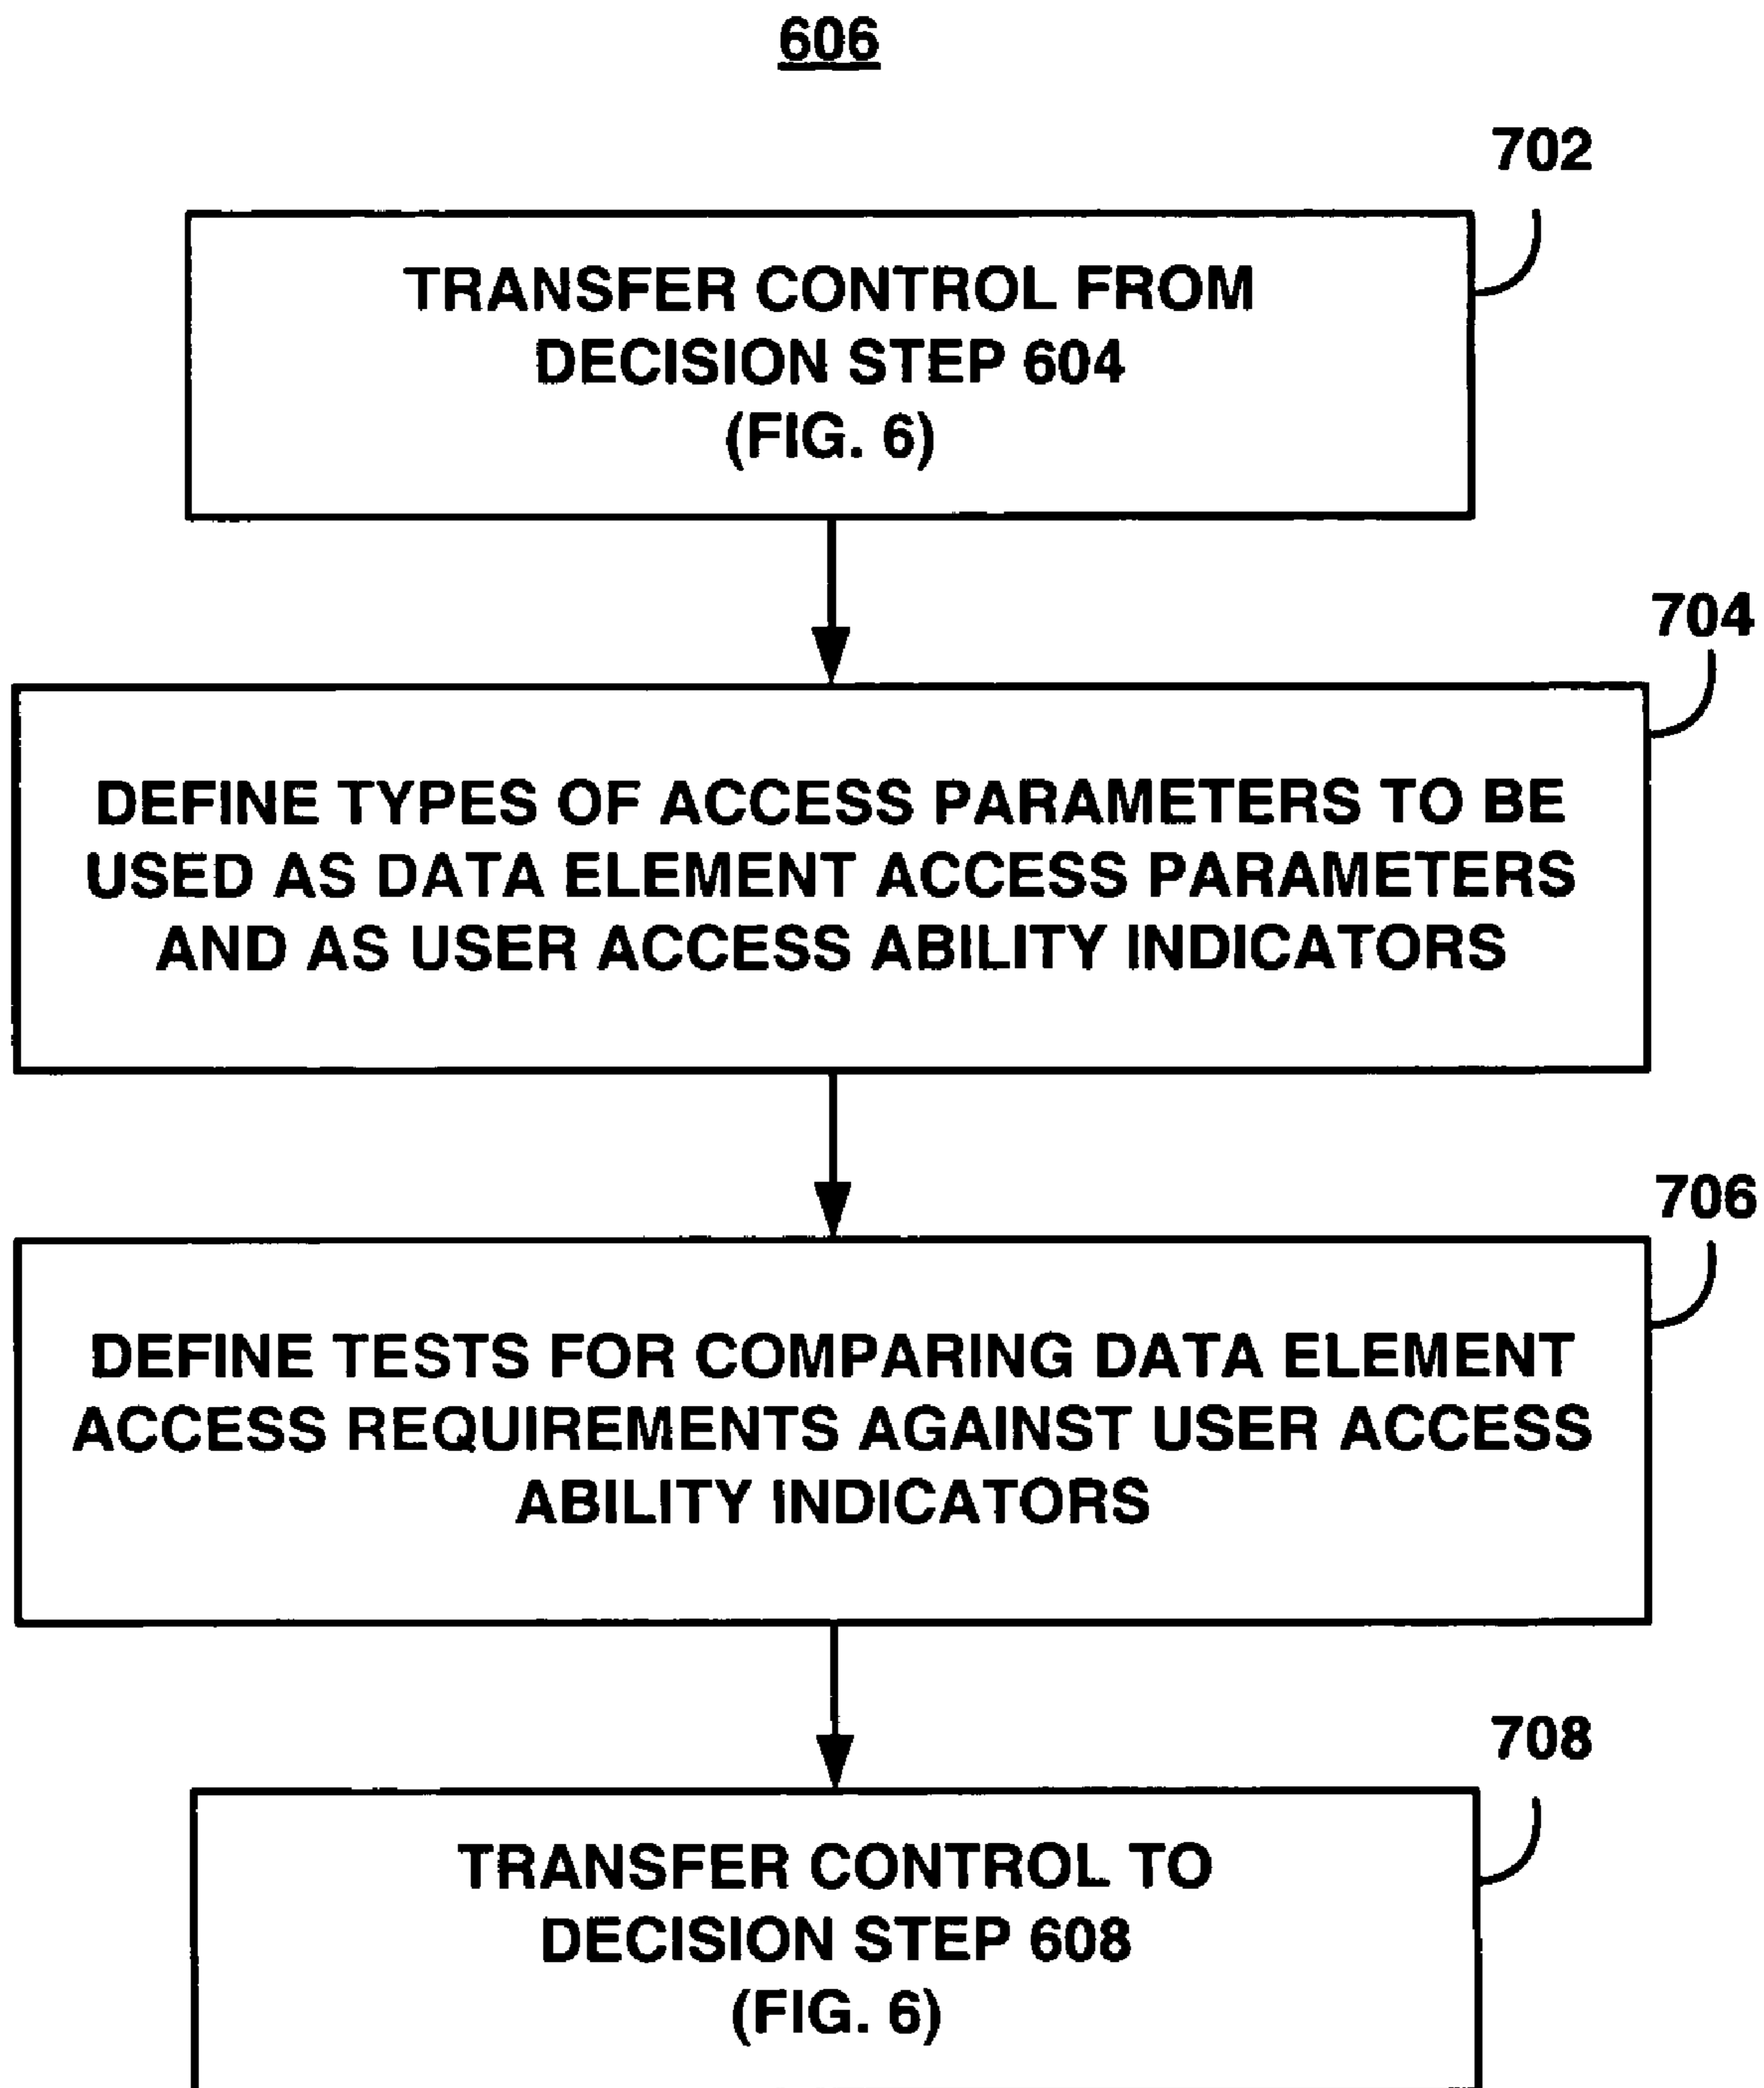 606
702
TRANSFER CONTROL FROM
DECISION STEP 604
(FIG. 6)
704
DEFINE TYPES OF ACCESS PARAMETERS TO BE
USED AS DATA ELEMENT ACCESS PARAMETERS
AND AS USER ACCESS ABILITY INDICATORS
706
DEFINE TESTS FOR COMPARING DATA ELEMENT
ACCESS REQUIREMENTS AGAINST USER ACCESS
ABILITY INDICATORS
708
TRANSFER CONTROL TO
DECISION STEP 608
(FIG. 6)